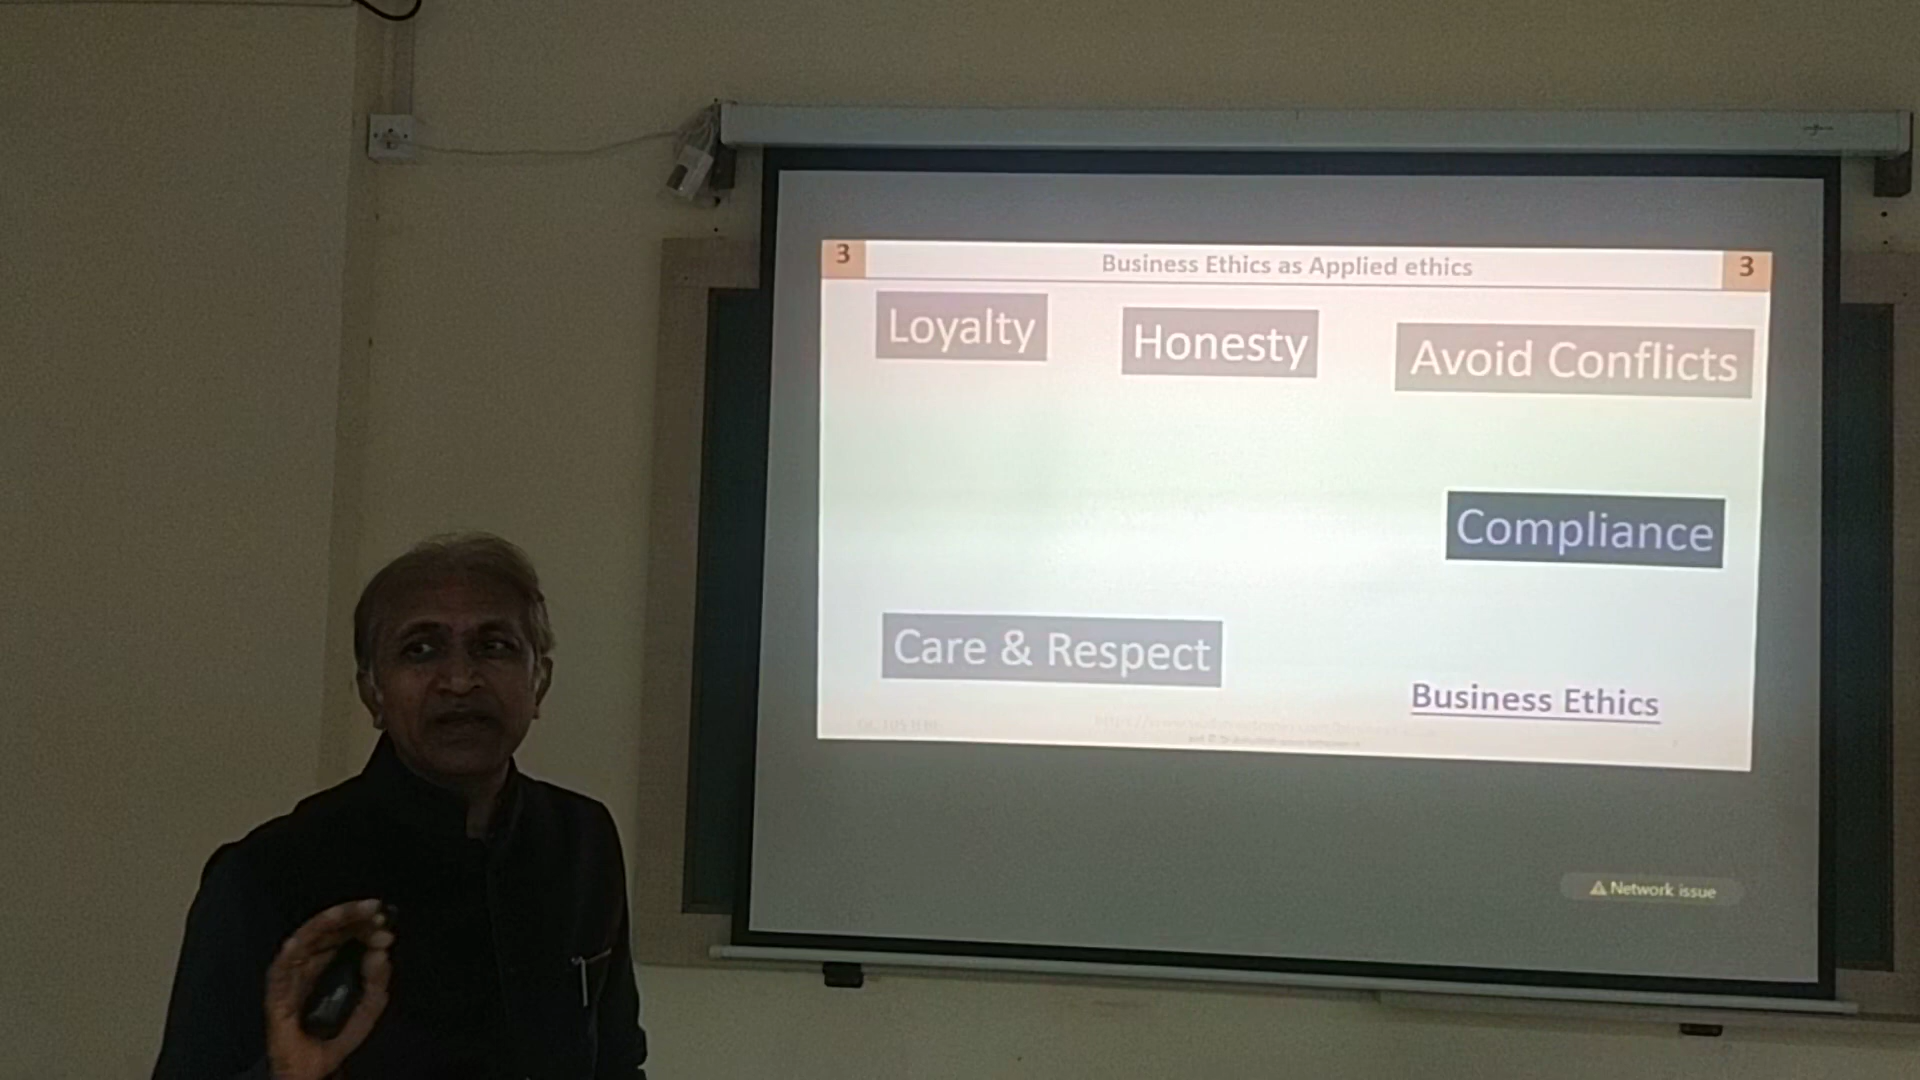 3 Business Ethics as Applied ethics 3
Loyalty
Honesty
Avoid Conflicts
Compliance
Care & Respect
Business Ethics
⚠ Network issue